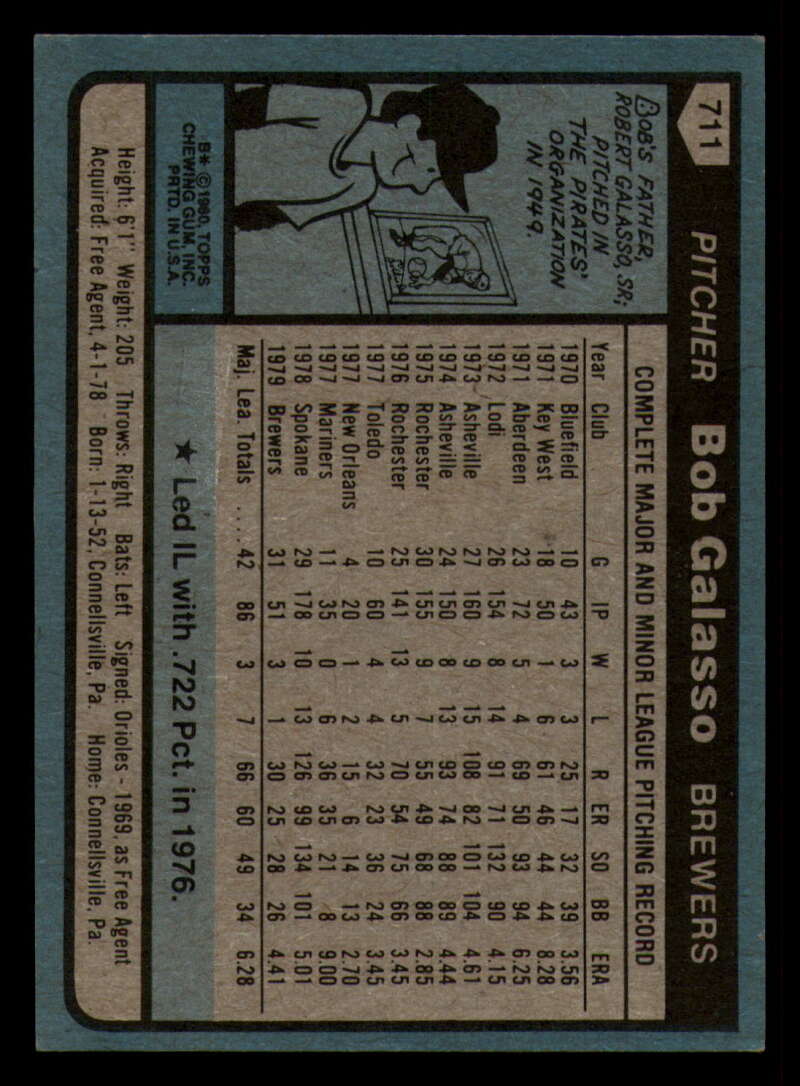 711 PITCHER Bob Galasso BREWERS
BOB'S FATHER,
ROBERT GALASSO, SR.,
PITCHED IN
THE PIRATES'
ORGANIZATION
IN 1949.
B* © 1980, TOPPS
CHEWING GUM, INC.
PRTD. IN U.S.A.
COMPLETE MAJOR AND MINOR LEAGUE PITCHING RECORD
Year Club G IP W L R ER SO BB ERA
1970 Bluefield 10 43 3 3 25 17 32 39 3.56
1971 Key West 18 50 1 6 61 46 44 44 8.28
1971 Aberdeen 23 72 5 4 69 50 93 94 6.25
1972 Lodi 26 154 8 14 91 71 132 90 4.15
1973 Asheville 27 160 9 15 108 82 101 104 4.61
1974 Asheville 24 150 8 13 93 74 88 89 4.44
1975 Rochester 30 155 9 7 55 49 68 88 2.85
1976 Rochester 25 141 13 5 70 54 75 66 3.45
1977 Toledo 10 60 4 4 32 23 36 24 3.45
1977 New Orleans 4 20 1 2 15 6 14 13 2.70
1977 Mariners 11 35 0 6 36 35 21 8 9.00
1978 Spokane 29 178 10 13 126 99 134 101 5.01
1979 Brewers 31 51 3 1 30 25 28 26 4.41
Maj. Lea. Totals .... 42 86 3 7 66 60 49 34 6.28
★ Led IL with .722 Pct. in 1976.
Height: 6'1" Weight: 205 Throws: Right Bats: Left Signed: Orioles - 1969, as Free Agent
Acquired: Free Agent, 4-1-78 Born: 1-13-52, Connellsville, Pa. Home: Connellsville, Pa.